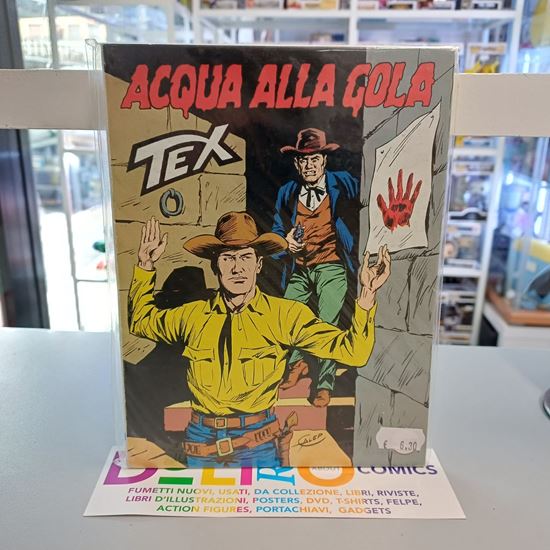 ACQUA ALLA GOLA
TEX
GALEP
€ 6.30
ABOUT
COMICS
FUMETTI NUOVI, USATI, DA COLLEZIONE, LIBRI, RIVISTE,
LIBRI D'ILLUSTRAZIONI, POSTERS, DVD, T-SHIRTS, FELPE,
ACTION FIGURES, PORTACHIAVI, GADGETS